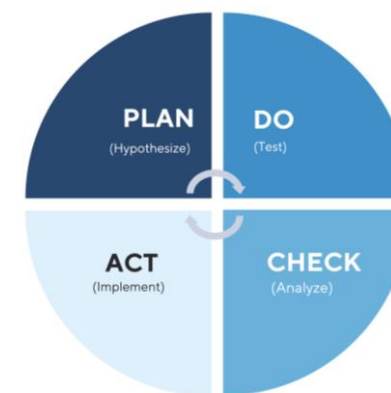 PLAN
(Hypothesize)
DO
(Test)
ACT
(Implement)
CHECK
(Analyze)